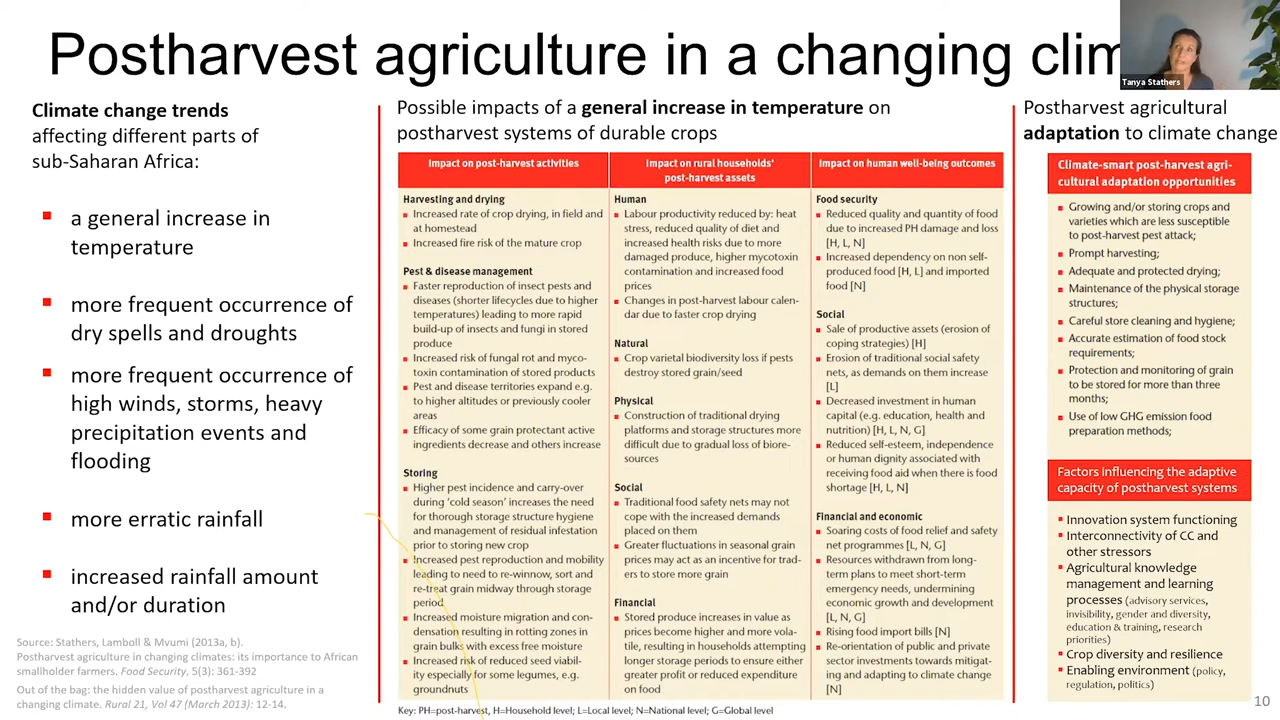 Postharvest agriculture in a changing clim
Tanya Stathers
Climate change trends
affecting different parts of
sub-Saharan Africa:
a general increase in
temperature
more frequent occurrence of
dry spells and droughts
more frequent occurrence of
high winds, storms, heavy
precipitation events and
flooding
more erratic rainfall
increased rainfall amount
and/or duration
Source: Stathers, Lamboll & Mvumi (2013a, b).
Postharvest agriculture in changing climates: its importance to African
smallholder farmers. Food Security, 5(3): 361-392
Out of the bag: the hidden value of postharvest agriculture in a
changing climate. Rural 21, Vol 47 (March 2013): 12-14.
Possible impacts of a general increase in temperature on
postharvest systems of durable crops
Impact on post-harvest activities
Harvesting and drying
Increased rate of crop drying, in field and
at homestead
Increased fire risk of the mature crop
Pest & disease management
Faster reproduction of insect pests and
diseases (shorter lifecycles due to higher
temperatures) leading to more rapid
build-up of insects and fungi in stored
produce
Increased risk of fungal rot and myco-
toxin contamination of stored products
Pest and disease territories expand e.g.
to higher altitudes or previously cooler
areas
Efficacy of some grain protectant active
ingredients decrease and others increase
Storing
Higher pest incidence and carry-over
during 'cold season' increases the need
for thorough storage structure hygiene
and management of residual infestation
prior to storing new crop
Increased pest reproduction and mobility
leading to need to re-winnow, sort and
re-treat grain midway through storage
period
Increased moisture migration and con-
densation resulting in rotting zones in
grain bulks with excess free moisture
Increased risk of reduced seed viabil-
ity especially for some legumes, e.g.
groundnuts
Impact on rural households'
post-harvest assets
Human
Labour productivity reduced by: heat
stress, reduced quality of diet and
increased health risks due to more
damaged produce, higher mycotoxin
contamination and increased food
prices
Changes in post-harvest labour calen-
dar due to faster crop drying
Natural
Crop varietal biodiversity loss if pests
destroy stored grain/seed
Physical
Construction of traditional drying
platforms and storage structures more
difficult due to gradual loss of biore-
sources
Social
Traditional food safety nets may not
cope with the increased demands
placed on them
Greater fluctuations in seasonal grain
prices may act as an incentive for trad-
ers to store more grain
Financial
Stored produce increases in value as
prices become higher and more vola-
tile, resulting in households attempting
longer storage periods to ensure either
greater profit or reduced expenditure
on food
Impact on human well-being outcomes
Food security
Reduced quality and quantity of food
due to increased PH damage and loss
[H, L, N]
Increased dependency on non self-
produced food [H, L] and imported
food [N]
Social
Sale of productive assets (erosion of
coping strategies) [H]
Erosion of traditional social safety
nets, as demands on them increase
[L]
Decreased investment in human
capital (e.g. education, health and
nutrition) [H, L, N, G]
Reduced self-esteem, independence
or human dignity associated with
receiving food aid when there is food
shortage [H, L, N]
Financial and economic
Soaring costs of food relief and safety
net programmes [L, N, G]
Resources withdrawn from long-
term plans to meet short-term
emergency needs, undermining
economic growth and development
[L, N, G]
Rising food import bills [N]
Re-orientation of public and private
sector investments towards mitigat-
ing and adapting to climate change
[N]
Key: PH=post-harvest, H=Household level; L=Local level; N=National level; G=Global level
Postharvest agricultural
adaptation to climate change
Climate-smart post-harvest agri-
cultural adaptation opportunities
Growing and/or storing crops and
varieties which are less susceptible
to post-harvest pest attack;
Prompt harvesting;
Adequate and protected drying;
Maintenance of the physical storage
structures;
Careful store cleaning and hygiene;
Accurate estimation of food stock
requirements;
Protection and monitoring of grain
to be stored for more than three
months;
Use of low GHG emission food
preparation methods;
Factors influencing the adaptive
capacity of postharvest systems
Innovation system functioning
Interconnectivity of CC and
other stressors
Agricultural knowledge
management and learning
processes (advisory services,
invisibility, gender and diversity,
education & training, research
priorities)
Crop diversity and resilience
Enabling environment (policy,
regulation, politics)
10